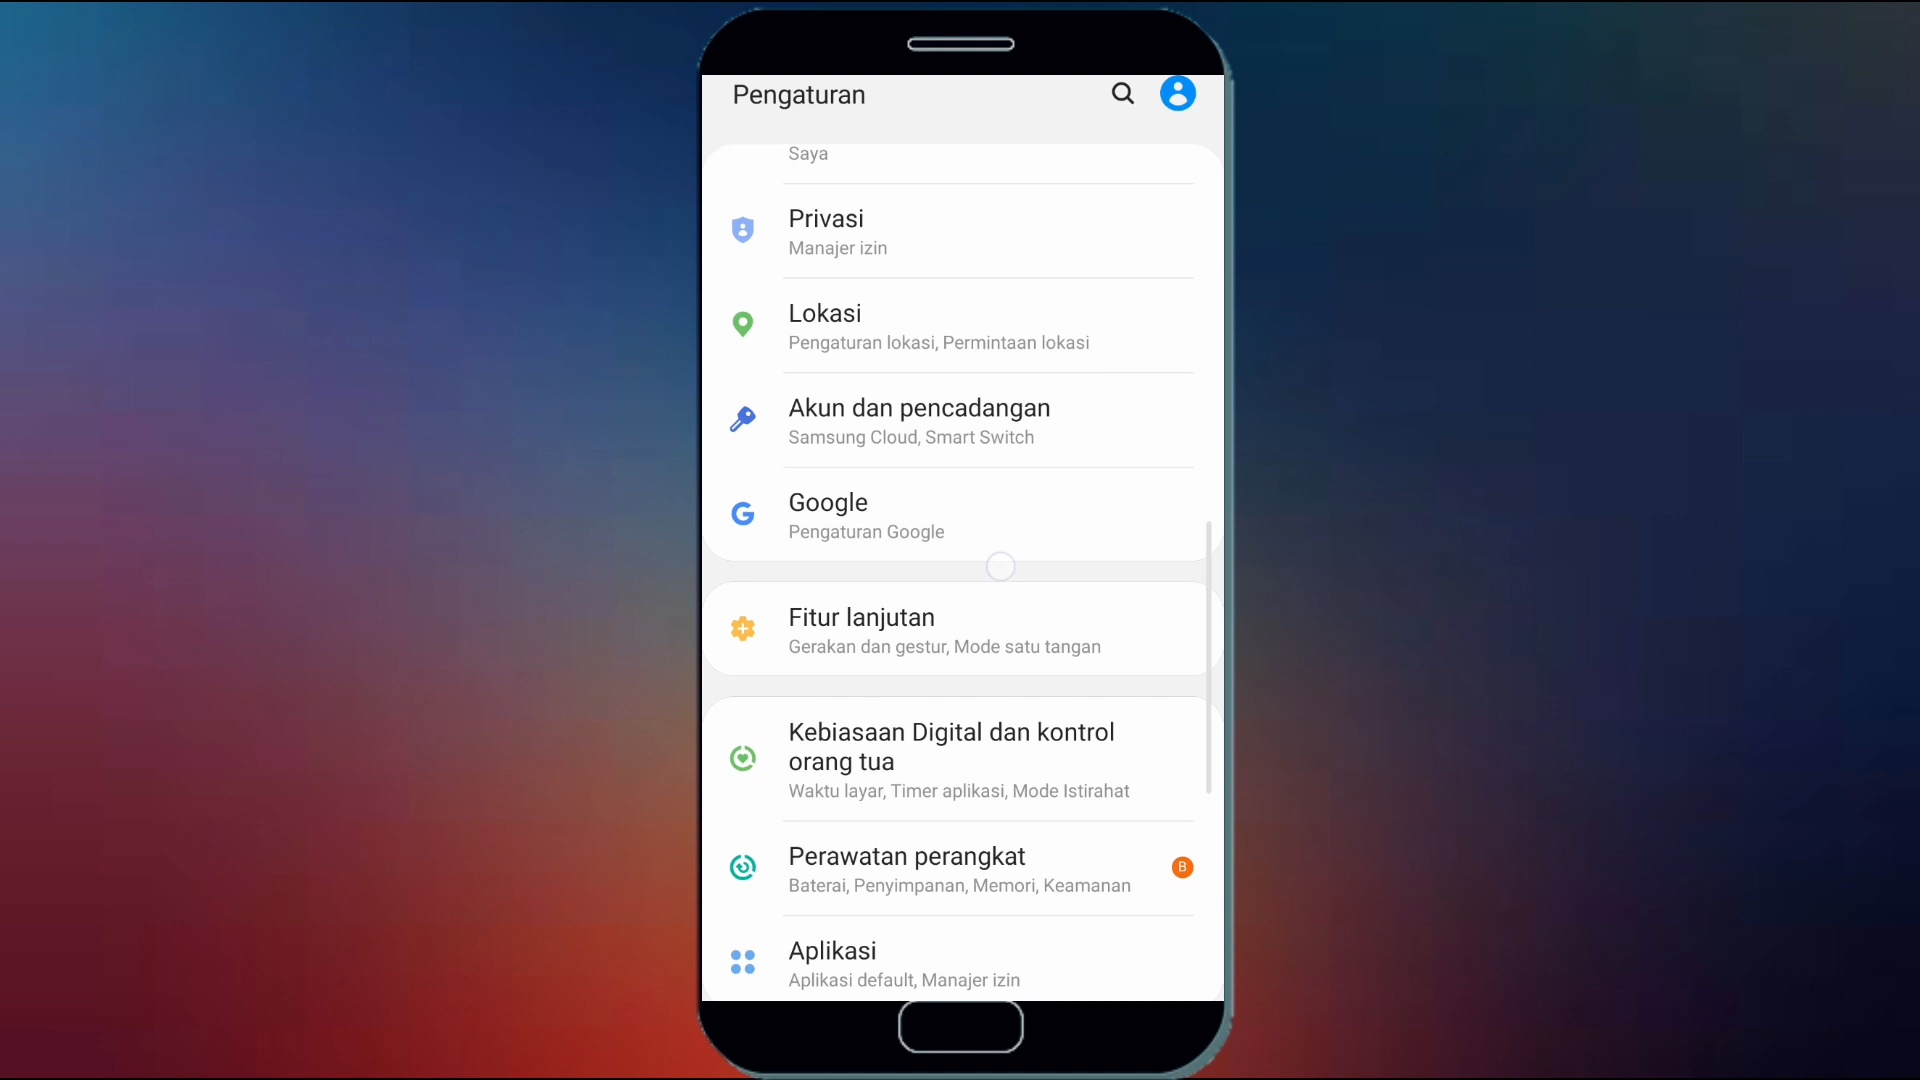 Pengaturan
Saya
Privasi
Manajer izin
Lokasi
Pengaturan lokasi, Permintaan lokasi
Akun dan pencadangan
Samsung Cloud, Smart Switch
Google
Pengaturan Google
Fitur lanjutan
Gerakan dan gestur, Mode satu tangan
Kebiasaan Digital dan kontrol
orang tua
Waktu layar, Timer aplikasi, Mode Istirahat
Perawatan perangkat
B
Baterai, Penyimpanan, Memori, Keamanan
Aplikasi
Aplikasi default, Manajer izin